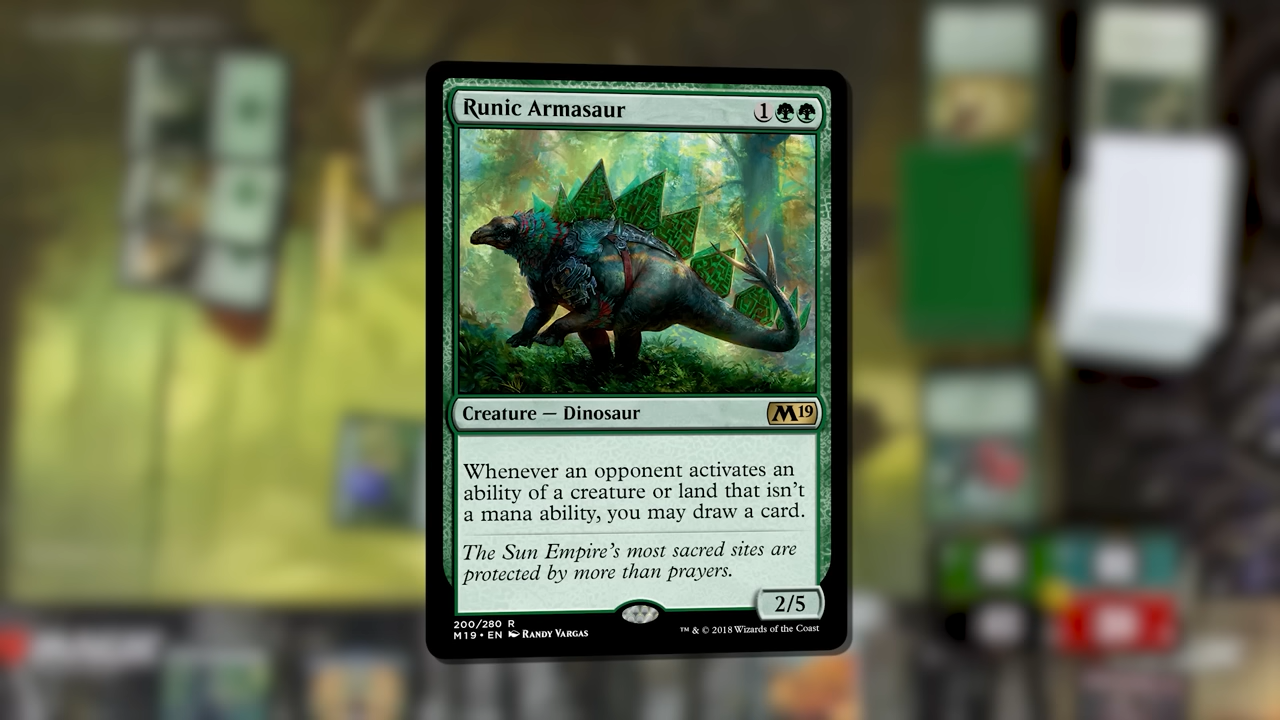 Runic Armasaur 1
Creature — Dinosaur M19
Whenever an opponent activates an
ability of a creature or land that isn't
a mana ability, you may draw a card.
The Sun Empire's most sacred sites are
protected by more than prayers.
2/5
200/280 R
M19 • EN RANDY VARGAS
™ & © 2018 Wizards of the Coast